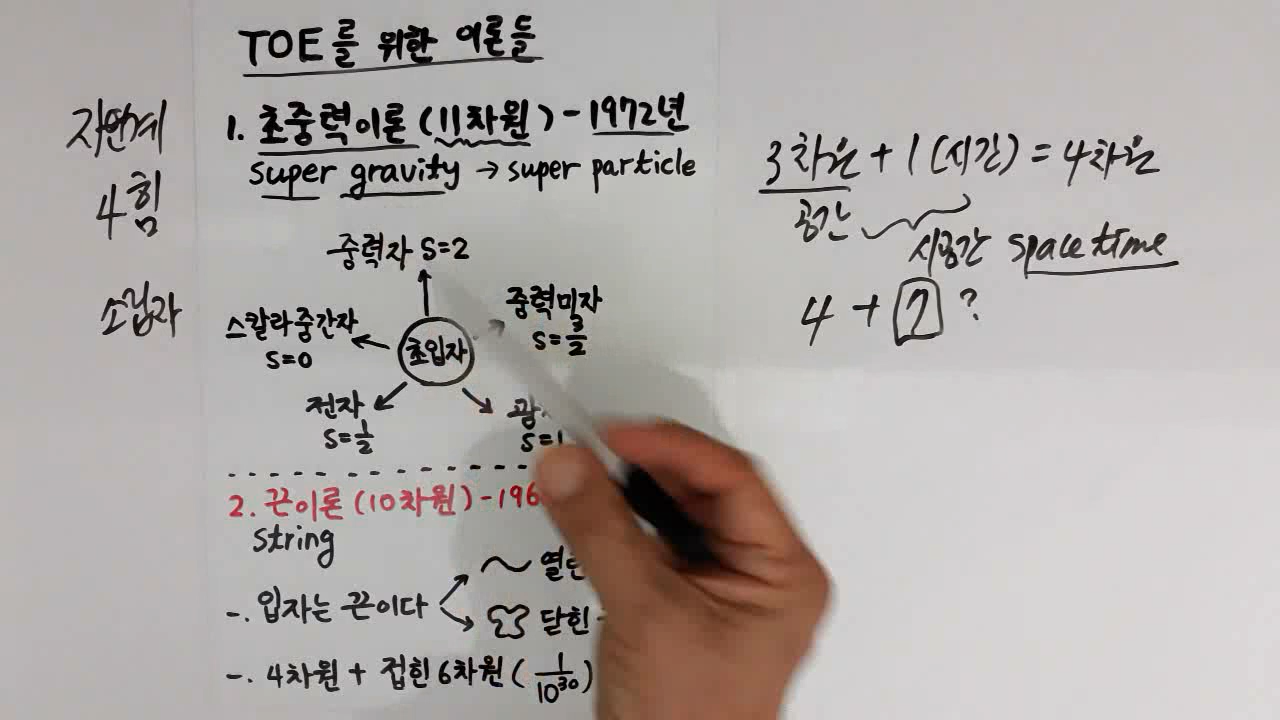 TOE를 위한 이론들
1. 초중력이론 (11차원) - 1972년
super gravity → super particle
중력자 S=2
스칼라중간자
S=0
초입자
중력미자
S=3/2
전자
S=1/2
S=1
2. 끈이론 (10차원) - 196
string
-. 입자는 끈이다
닫힌
-. 4차원 + 접힌 6차원 (1/10³⁰)
자연계
4힘
소립자
3차원 + 1 (시간) = 4차원
공간
시공간 space time
4 + 7 ?